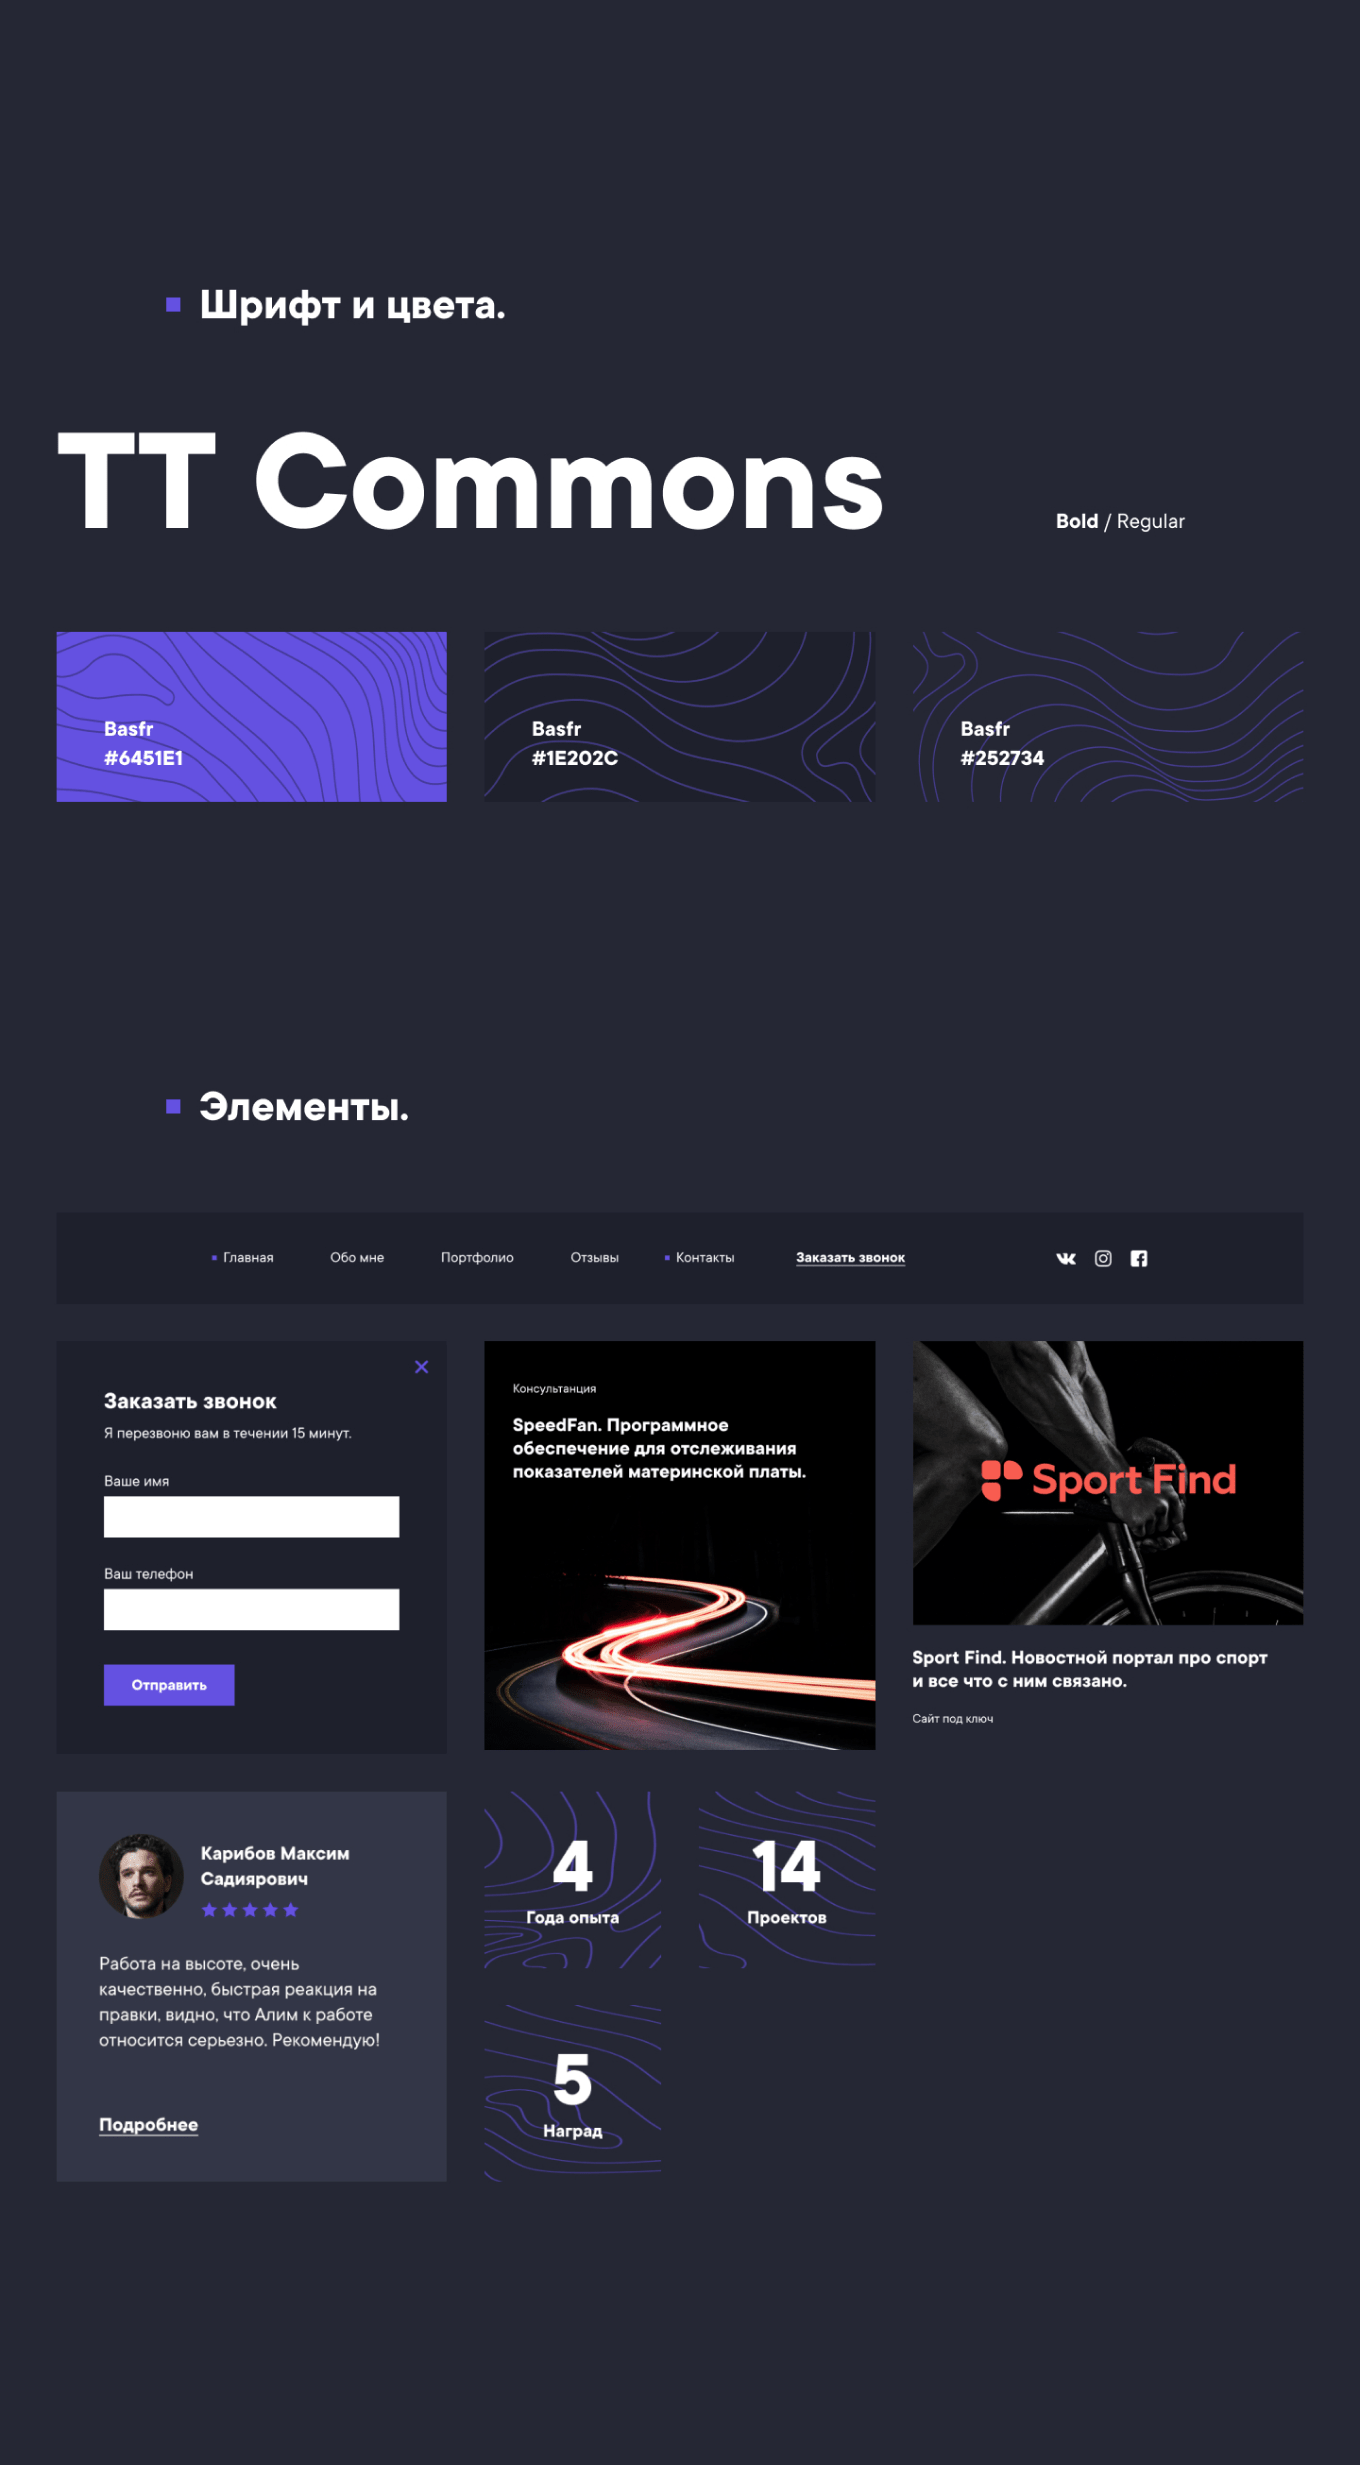 Шрифт и цвета.
TT Commons
Bold / Regular
Basfr
#6451E1
Basfr
#1E202C
Basfr
#252734
Элементы.
Главная Обо мне Портфолио Отзывы Контакты Заказать звонок
Заказать звонок
Я перезвоню вам в течении 15 минут.
Ваше имя
Ваш телефон
Отправить
Консультанция
SpeedFan. Программное
обеспечение для отслеживания
показателей материнской платы.
Sport Find
Sport Find. Новостной портал про спорт
и все что с ним связано.
Сайт под ключ
Карибов Максим
Садиярович
Работа на высоте, очень
качественно, быстрая реакция на
правки, видно, что Алим к работе
относится серьезно. Рекомендую!
Подробнее
4
Года опыта
14
Проектов
5
Наград